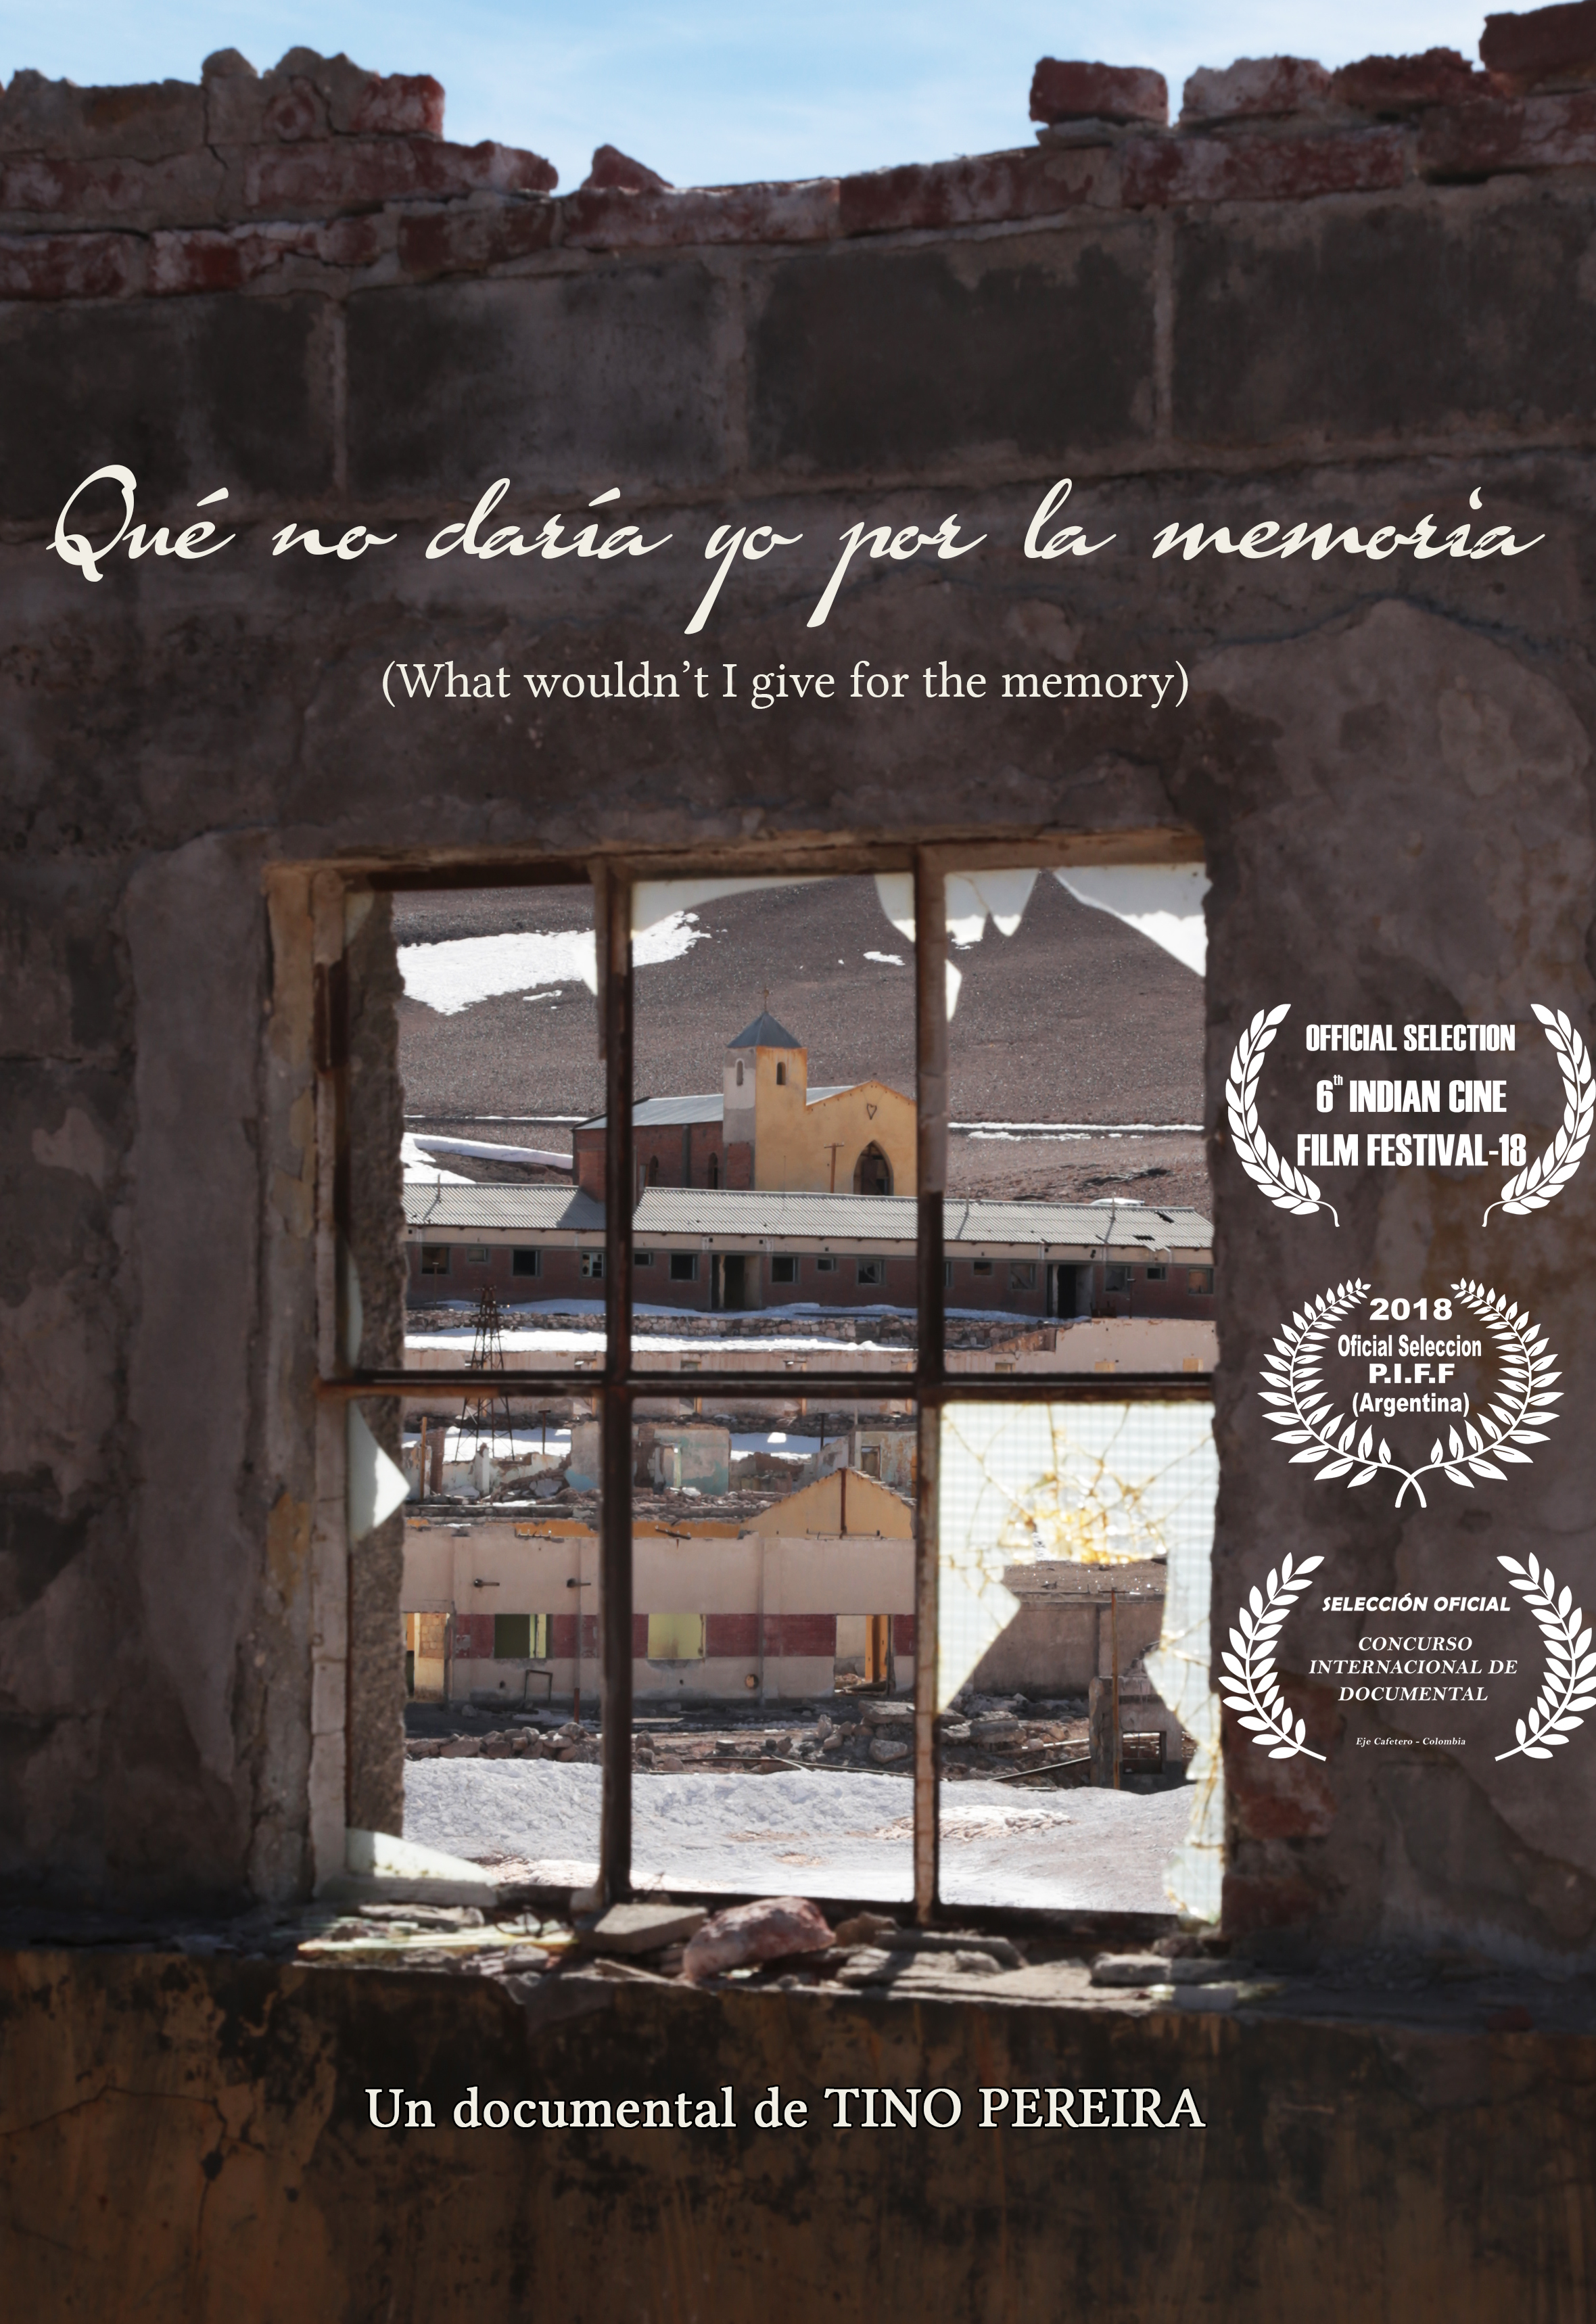 Qué no daría yo por la memoria
(What wouldn't I give for the memory)
OFFICIAL SELECTION
6th INDIAN CINE
FILM FESTIVAL-18
2018
Oficial Seleccion
P.I.F.F
(Argentina)
SELECCIÓN OFICIAL
CONCURSO
INTERNACIONAL DE
DOCUMENTAL
Eje Cafetero - Colombia
Un documental de TINO PEREIRA